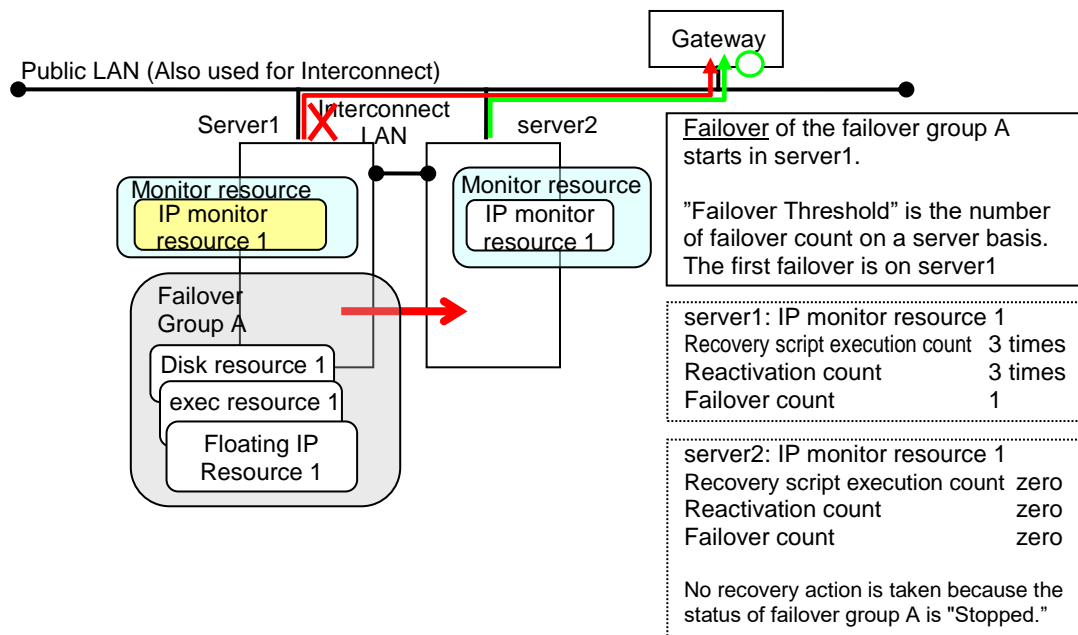 Gateway
Public LAN (Also used for Interconnect)
Interconnect
LAN
Server1
server2
Monitor resource
IP monitor
resource 1
Monitor resource
IP monitor
resource 1
Failover
Group A
Disk resource 1
exec resource 1
Floating IP
Resource 1
Failover of the failover group A
starts in server1.
”Failover Threshold” is the number
of failover count on a server basis.
The first failover is on server1
server1: IP monitor resource 1
Recovery script execution count 3 times
Reactivation count 3 times
Failover count 1
server2: IP monitor resource 1
Recovery script execution count zero
Reactivation count zero
Failover count zero
No recovery action is taken because the
status of failover group A is "Stopped.”